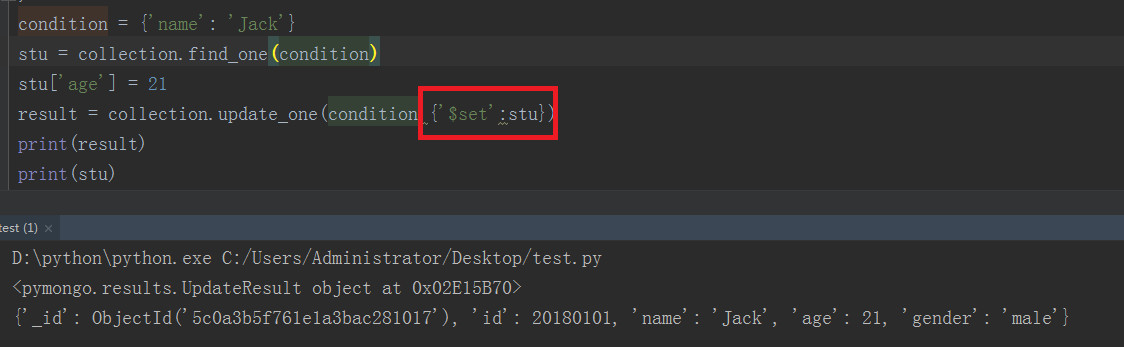 condition = {'name': 'Jack'}
stu = collection.find_one(condition)
stu['age'] = 21
result = collection.update_one(condition,{'$set':stu})
print(result)
print(stu)
test (1) ×
D:\python\python.exe C:/Users/Administrator/Desktop/test.py
<pymongo.results.UpdateResult object at 0x02E15B70>
{'_id': ObjectId('5c0a3b5f761e1a3bac281017'), 'id': 20180101, 'name': 'Jack', 'age': 21, 'gender': 'male'}